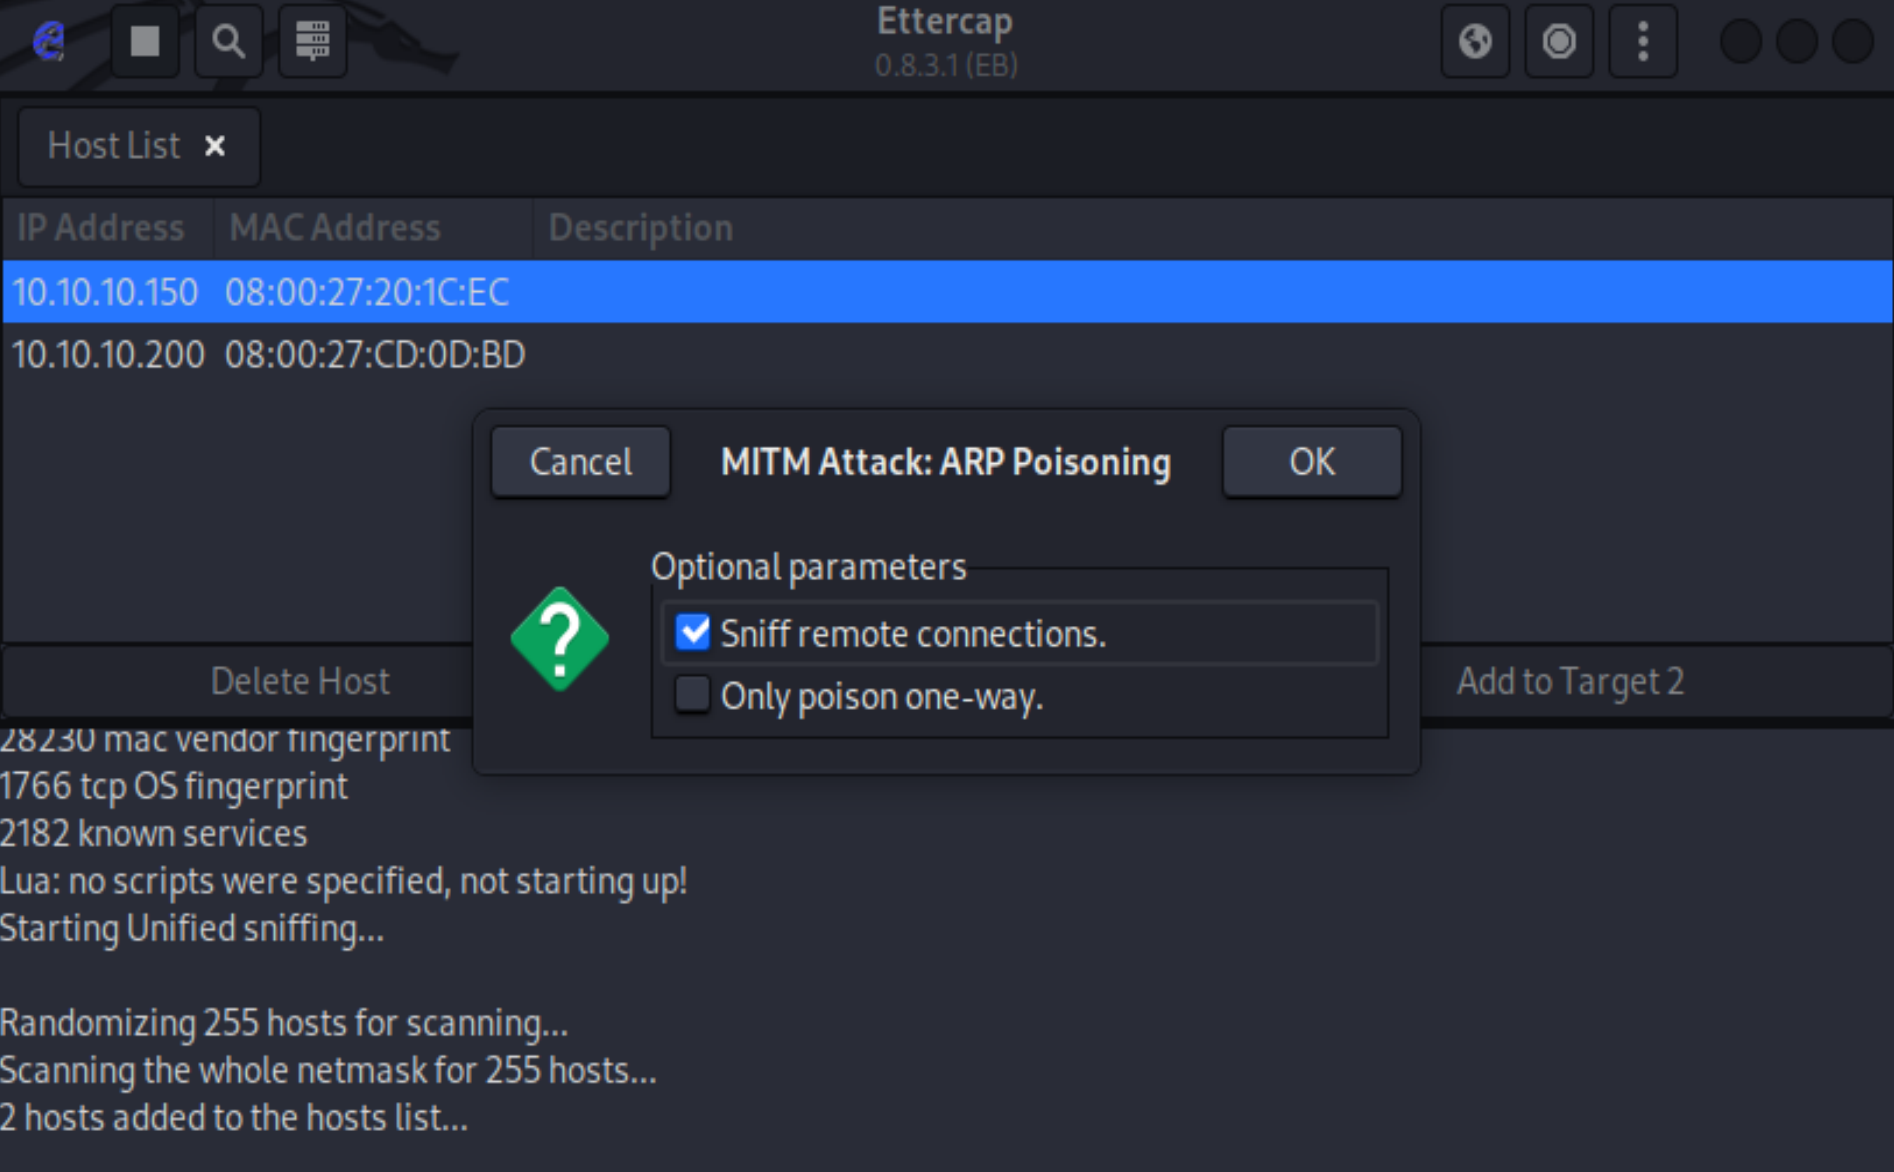 Ettercap
0.8.3.1 (EB)
Host List ×
IP Address MAC Address Description
10.10.10.150 08:00:27:20:1C:EC
10.10.10.200 08:00:27:CD:0D:BD
Cancel MITM Attack: ARP Poisoning OK
Optional parameters
Sniff remote connections.
Only poison one-way.
Delete Host Add to Target 2
28230 mac vendor fingerprint
1766 tcp OS fingerprint
2182 known services
Lua: no scripts were specified, not starting up!
Starting Unified sniffing...
Randomizing 255 hosts for scanning...
Scanning the whole netmask for 255 hosts...
2 hosts added to the hosts list...